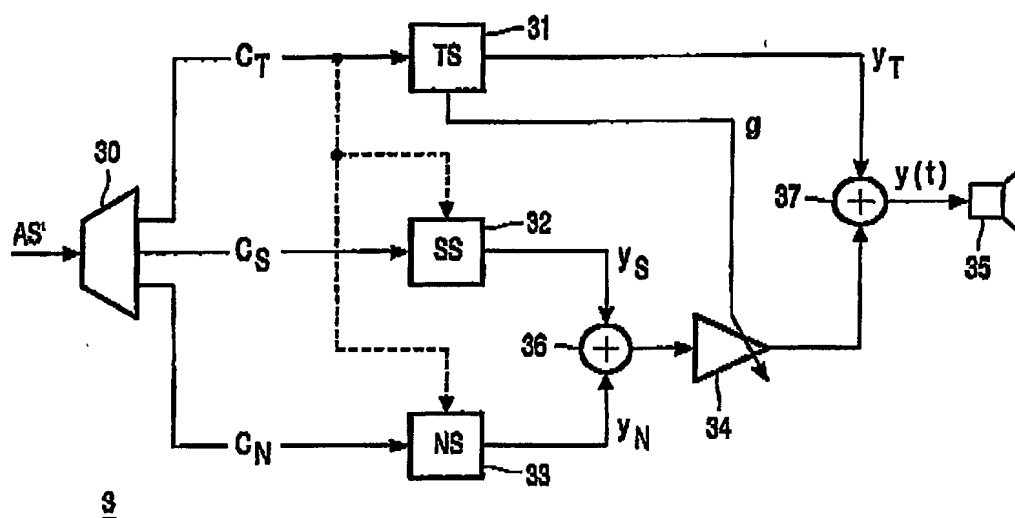 31
C_T
TS
y_T
g
30
37
y(t)
AS'
32
C_S
SS
y_S
35
36
+
+
34
C_N
NS
y_N
33
3